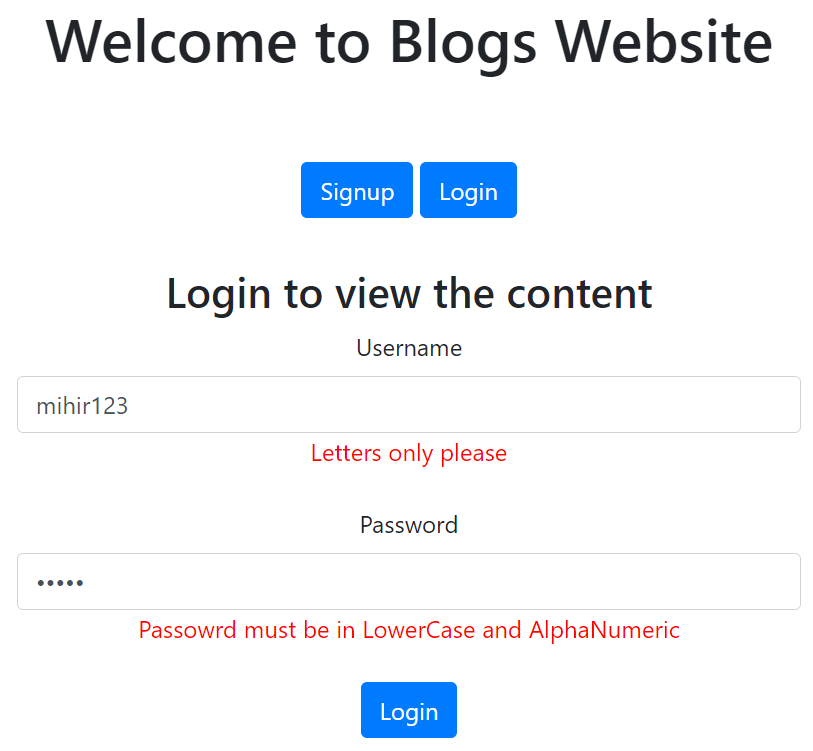 Welcome to Blogs Website
Signup Login
Login to view the content
Username
mihir123
Letters only please
Password
•••••
Passowrd must be in LowerCase and AlphaNumeric
Login